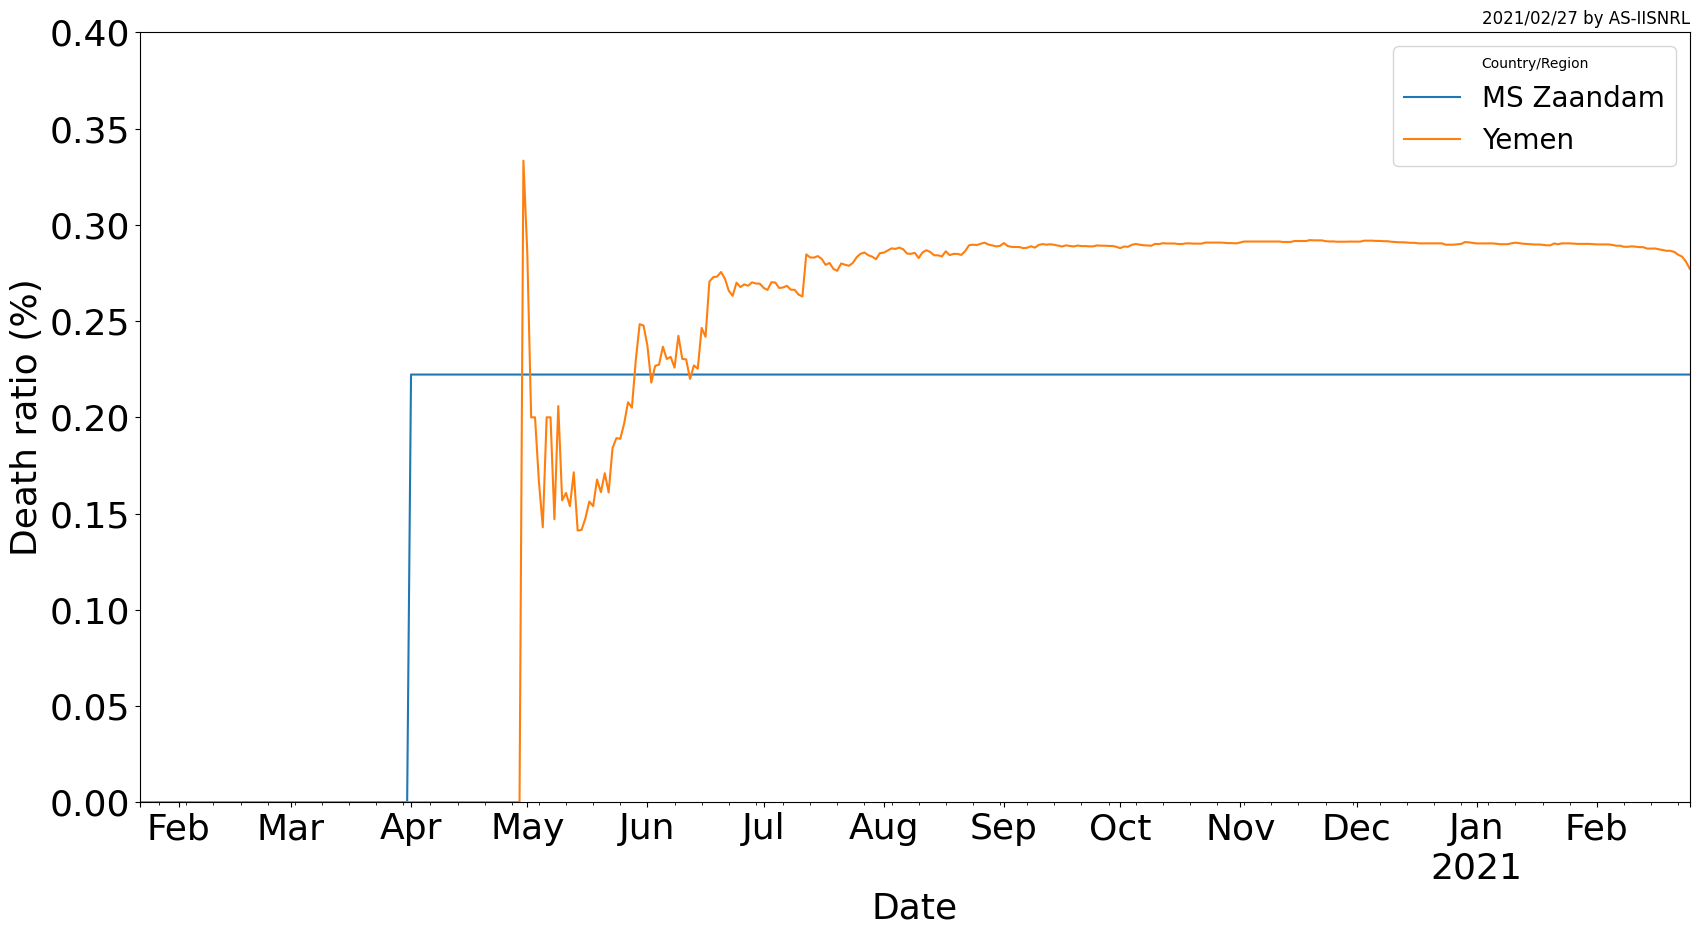 2021/02/27 by AS-IISNRL
Country/Region
MS Zaandam
Yemen
Death ratio (%)
0.40
0.35
0.30
0.25
0.20
0.15
0.10
0.05
0.00
Feb Mar Apr May Jun Jul Aug Sep Oct Nov Dec Jan Feb
2021
Date